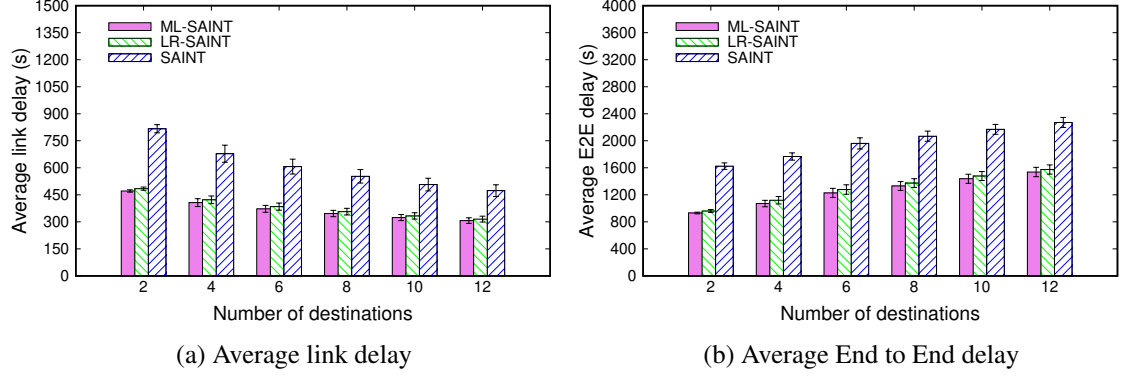 Average link delay (s)
1500
1350
1200
1050
900
750
600
450
300
150
0
ML-SAINT
LR-SAINT
SAINT
2 4 6 8 10 12
Number of destinations
(a) Average link delay
Average E2E delay (s)
4000
3600
3200
2800
2400
2000
1600
1200
800
400
0
ML-SAINT
LR-SAINT
SAINT
2 4 6 8 10 12
Number of destinations
(b) Average End to End delay